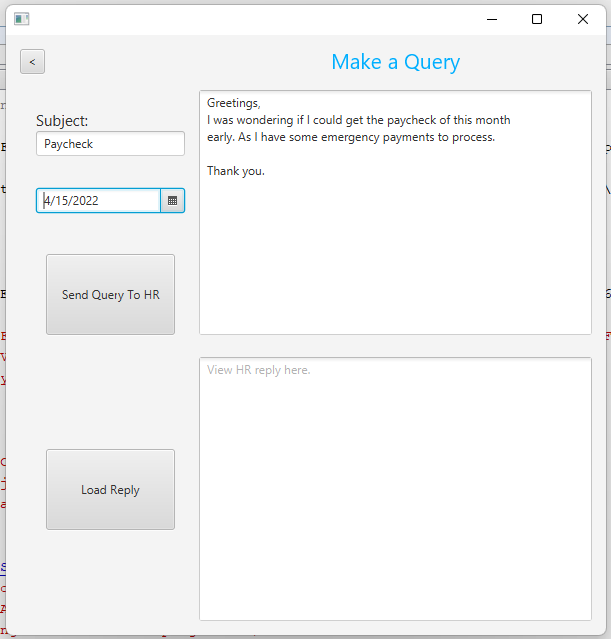 <
Make a Query
Subject:
Paycheck
4/15/2022
Send Query To HR
Greetings,
I was wondering if I could get the paycheck of this month
early. As I have some emergency payments to process.
Thank you.
View HR reply here.
Load Reply